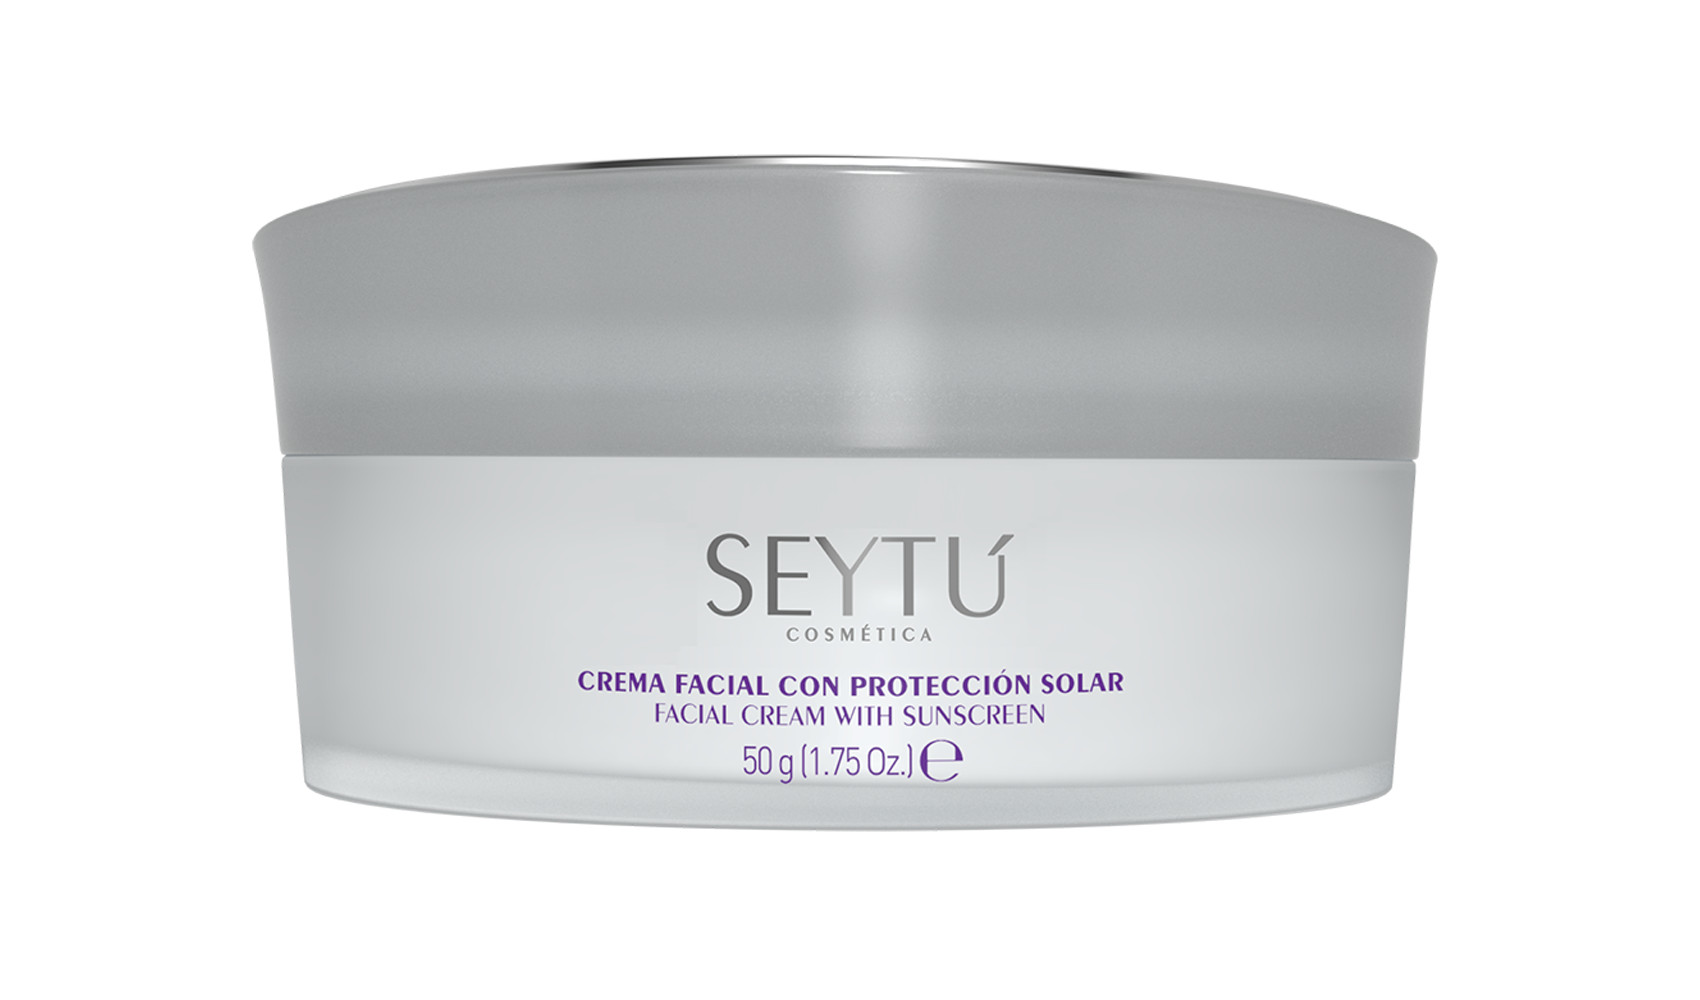 SEYTÚ
COSMÉTICA
CREMA FACIAL CON PROTECCIÓN SOLAR
FACIAL CREAM WITH SUNSCREEN
50 g (1.75 Oz.) ℮